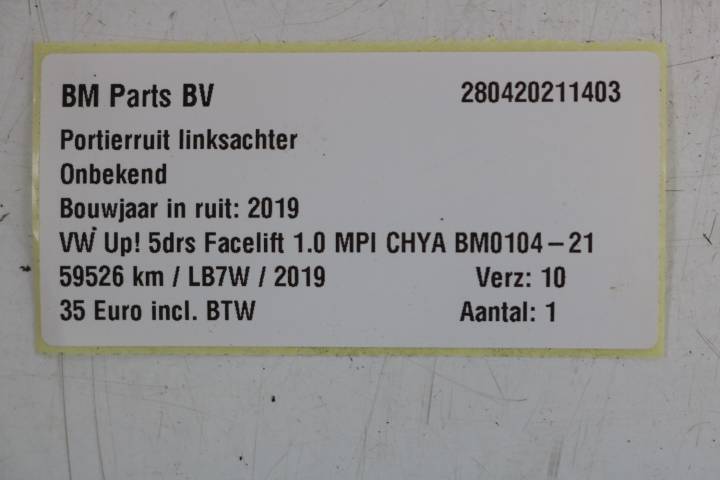 BM Parts BV 280420211403
Portierruit linksachter
Onbekend
Bouwjaar in ruit: 2019
VW Up! 5drs Facelift 1.0 MPI CHYA BM0104-21
59526 km / LB7W / 2019 Verz: 10
35 Euro incl. BTW Aantal: 1